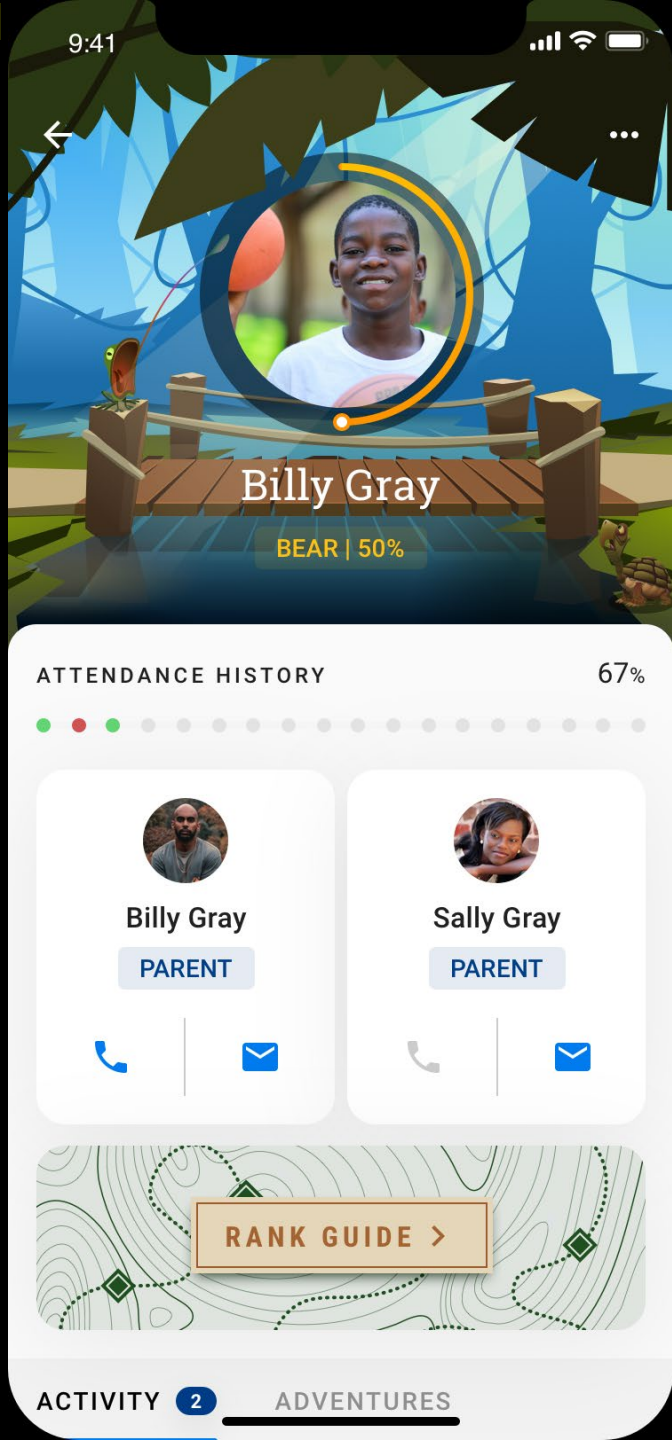 9:41
Billy Gray
BEAR | 50%
ATTENDANCE HISTORY 67%
Billy Gray Sally Gray
PARENT PARENT
RANK GUIDE >
ACTIVITY 2 ADVENTURES